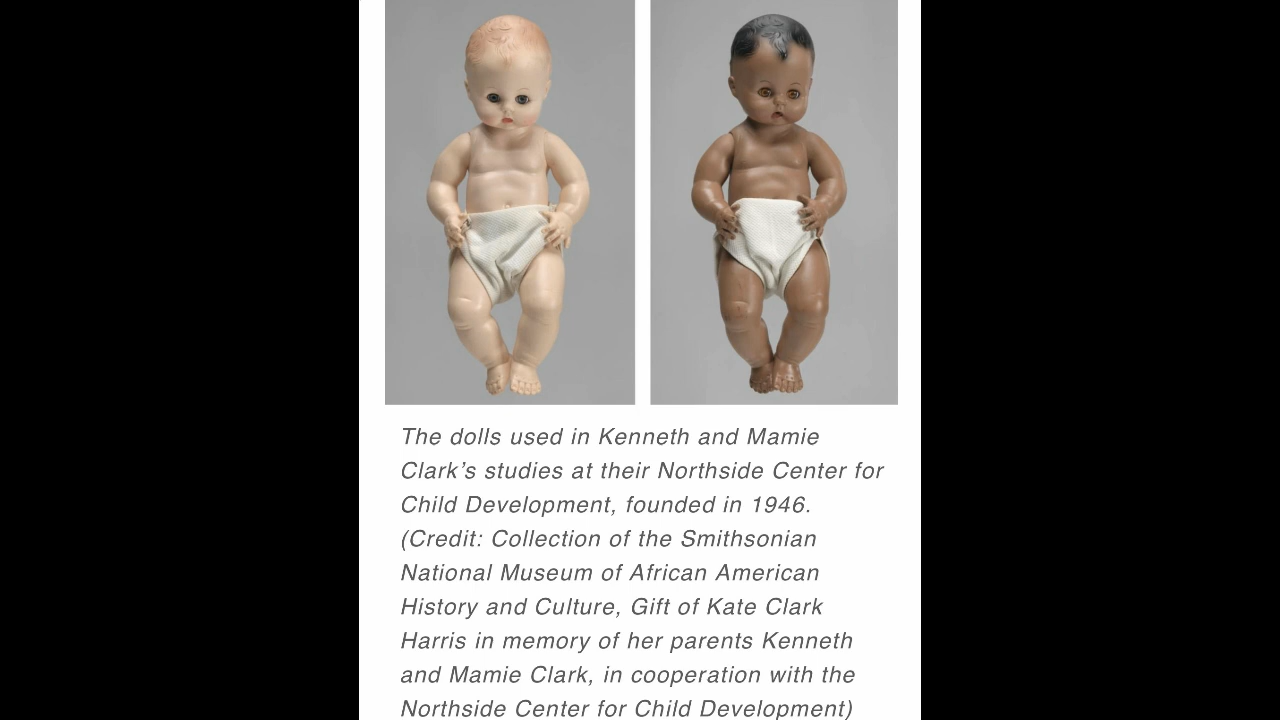 The dolls used in Kenneth and Mamie
Clark’s studies at their Northside Center for
Child Development, founded in 1946.
(Credit: Collection of the Smithsonian
National Museum of African American
History and Culture, Gift of Kate Clark
Harris in memory of her parents Kenneth
and Mamie Clark, in cooperation with the
Northside Center for Child Development)